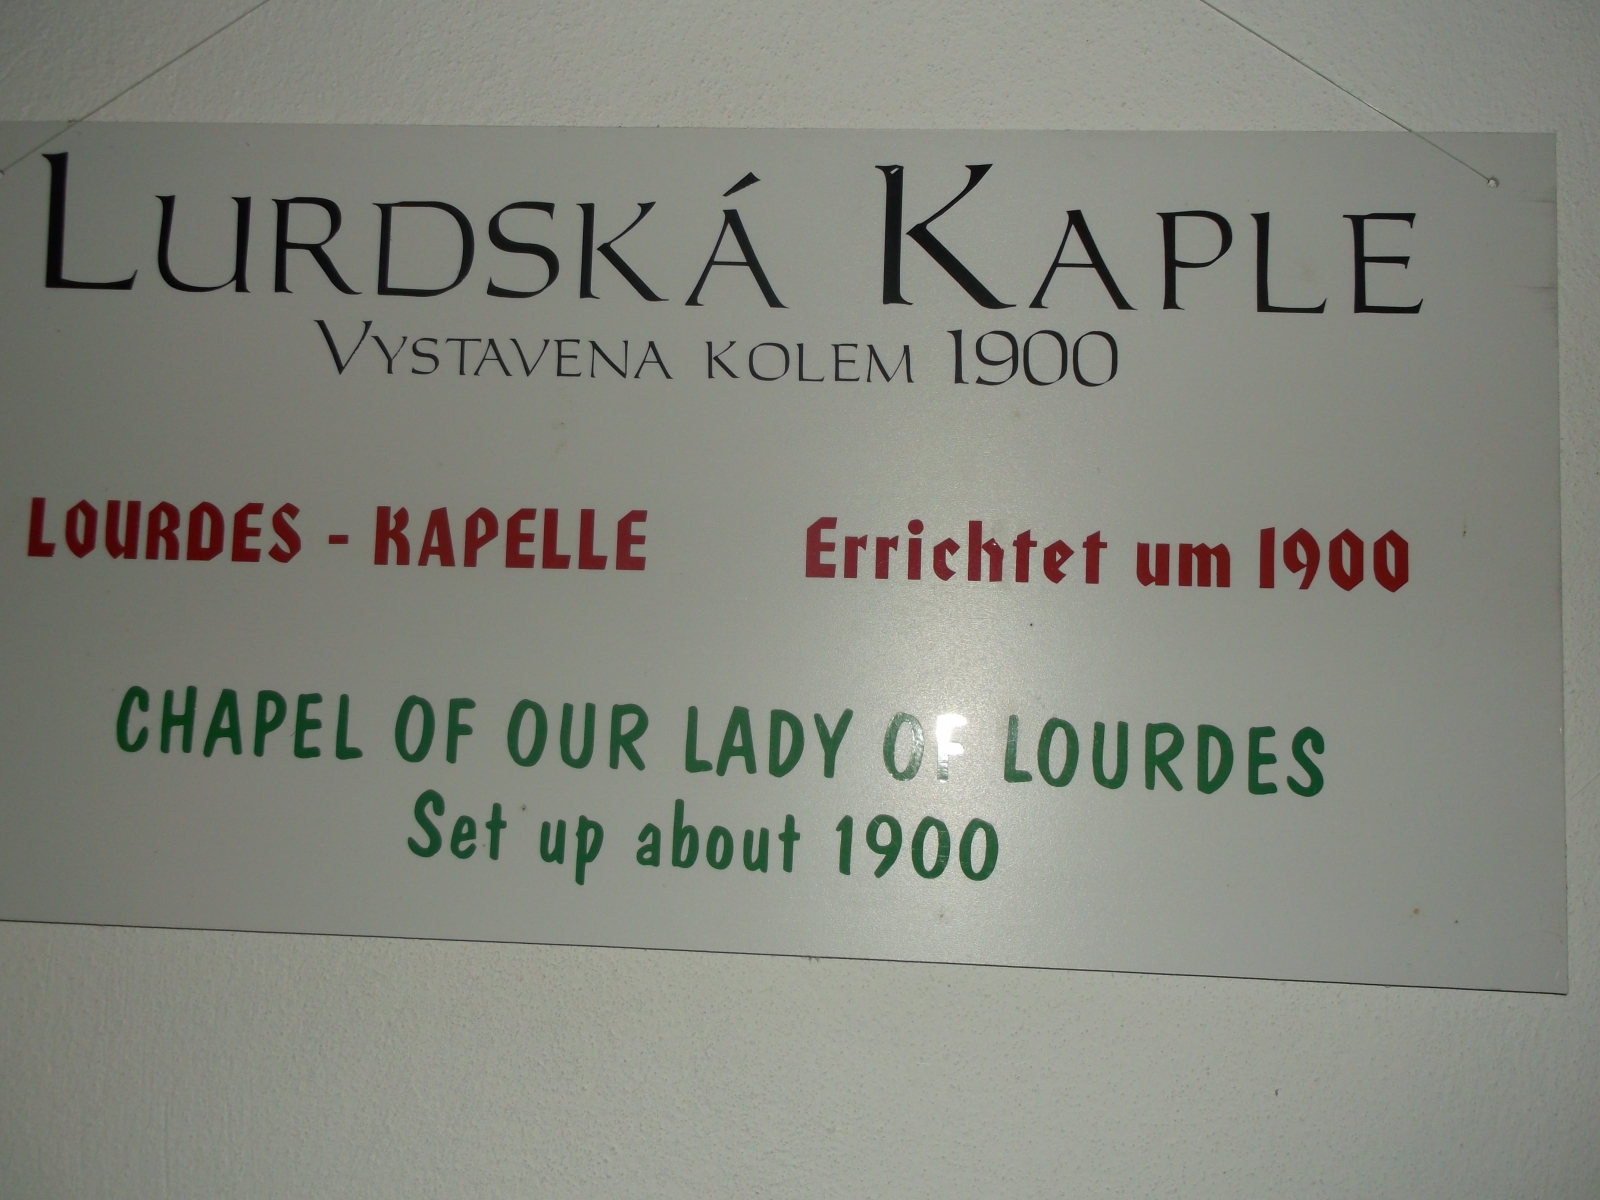 LURDSKÁ KAPLE
VYSTAVENA KOLEM 1900
LOURDES - KAPELLE Errichtet um 1900
CHAPEL OF OUR LADY OF LOURDES
Set up about 1900